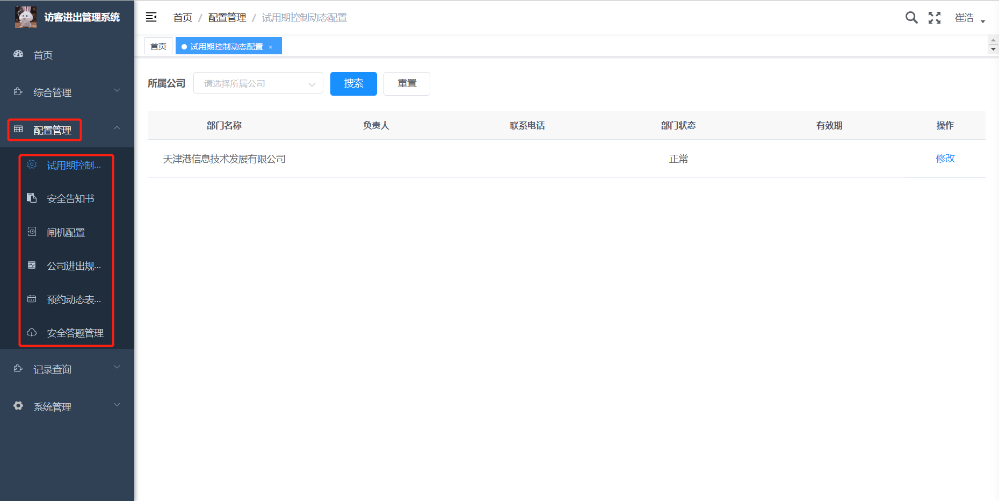 访客进出管理系统
首页
综合管理
配置管理
试用期控制...
安全告知书
闸机配置
公司进出规...
预约动态表...
安全答题管理
记录查询
系统管理
首页 / 配置管理 / 试用期控制动态配置
崔浩
首页
试用期控制动态配置 ×
所属公司 请选择所属公司 搜索 重置
部门名称 负责人 联系电话 部门状态 有效期 操作
天津港信息技术发展有限公司 正常 修改